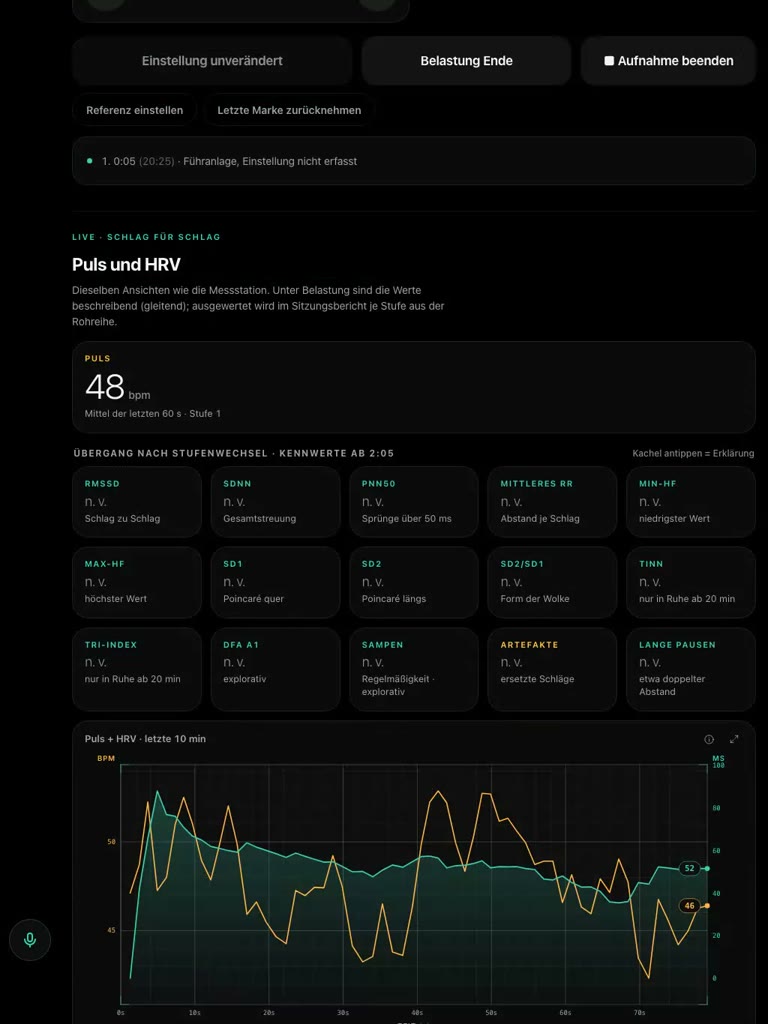 Einstellung unverändert
Belastung Ende
Aufnahme beenden
Referenz einstellen
Letzte Marke zurücknehmen
1. 0:05 (20:25) · Führanlage, Einstellung nicht erfasst
LIVE · SCHLAG FÜR SCHLAG
Puls und HRV
Dieselben Ansichten wie die Messstation. Unter Belastung sind die Werte
beschreibend (gleitend); ausgewertet wird im Sitzungsbericht je Stufe aus der
Rohreihe.
PULS
48 bpm
Mittel der letzten 60 s · Stufe 1
ÜBERGANG NACH STUFENWECHSEL · KENNWERTE AB 2:05
Kachel antippen = Erklärung
RMSSD
n. v.
Schlag zu Schlag
SDNN
n. v.
Gesamtstreuung
PNN50
n. v.
Sprünge über 50 ms
MITTLERES RR
n. v.
Abstand je Schlag
MIN-HF
n. v.
niedrigster Wert
MAX-HF
n. v.
höchster Wert
SD1
n. v.
Poincaré quer
SD2
n. v.
Poincaré längs
SD2/SD1
n. v.
Form der Wolke
TINN
n. v.
nur in Ruhe ab 20 min
TRI-INDEX
n. v.
nur in Ruhe ab 20 min
DFA A1
n. v.
explorativ
SAMPEN
n. v.
Regelmäßigkeit ·
explorativ
ARTEFAKTE
n. v.
ersetzte Schläge
LANGE PAUSEN
n. v.
etwa doppelter
Abstand
Puls + HRV · letzte 10 min
BPM
MS
100
80
50
60
52
40
46
45
20
0
0s
10s
20s
30s
40s
50s
60s
70s